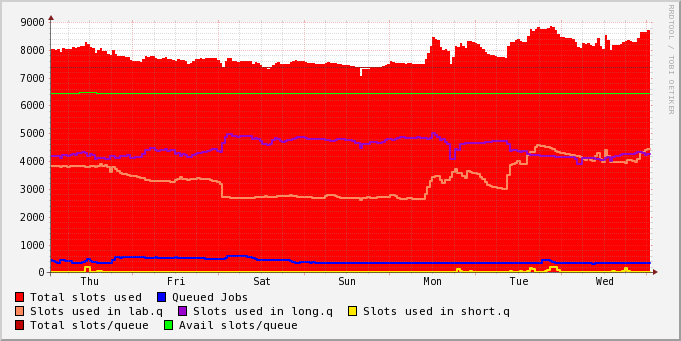 9000
8000
7000
6000
5000
4000
3000
2000
1000
0
Thu Fri Sat Sun Mon Tue Wed
Total slots used Queued Jobs
Slots used in lab.q Slots used in long.q Slots used in short.q
Total slots/queue Avail slots/queue
RRDTOOL / TOBI OETIKER